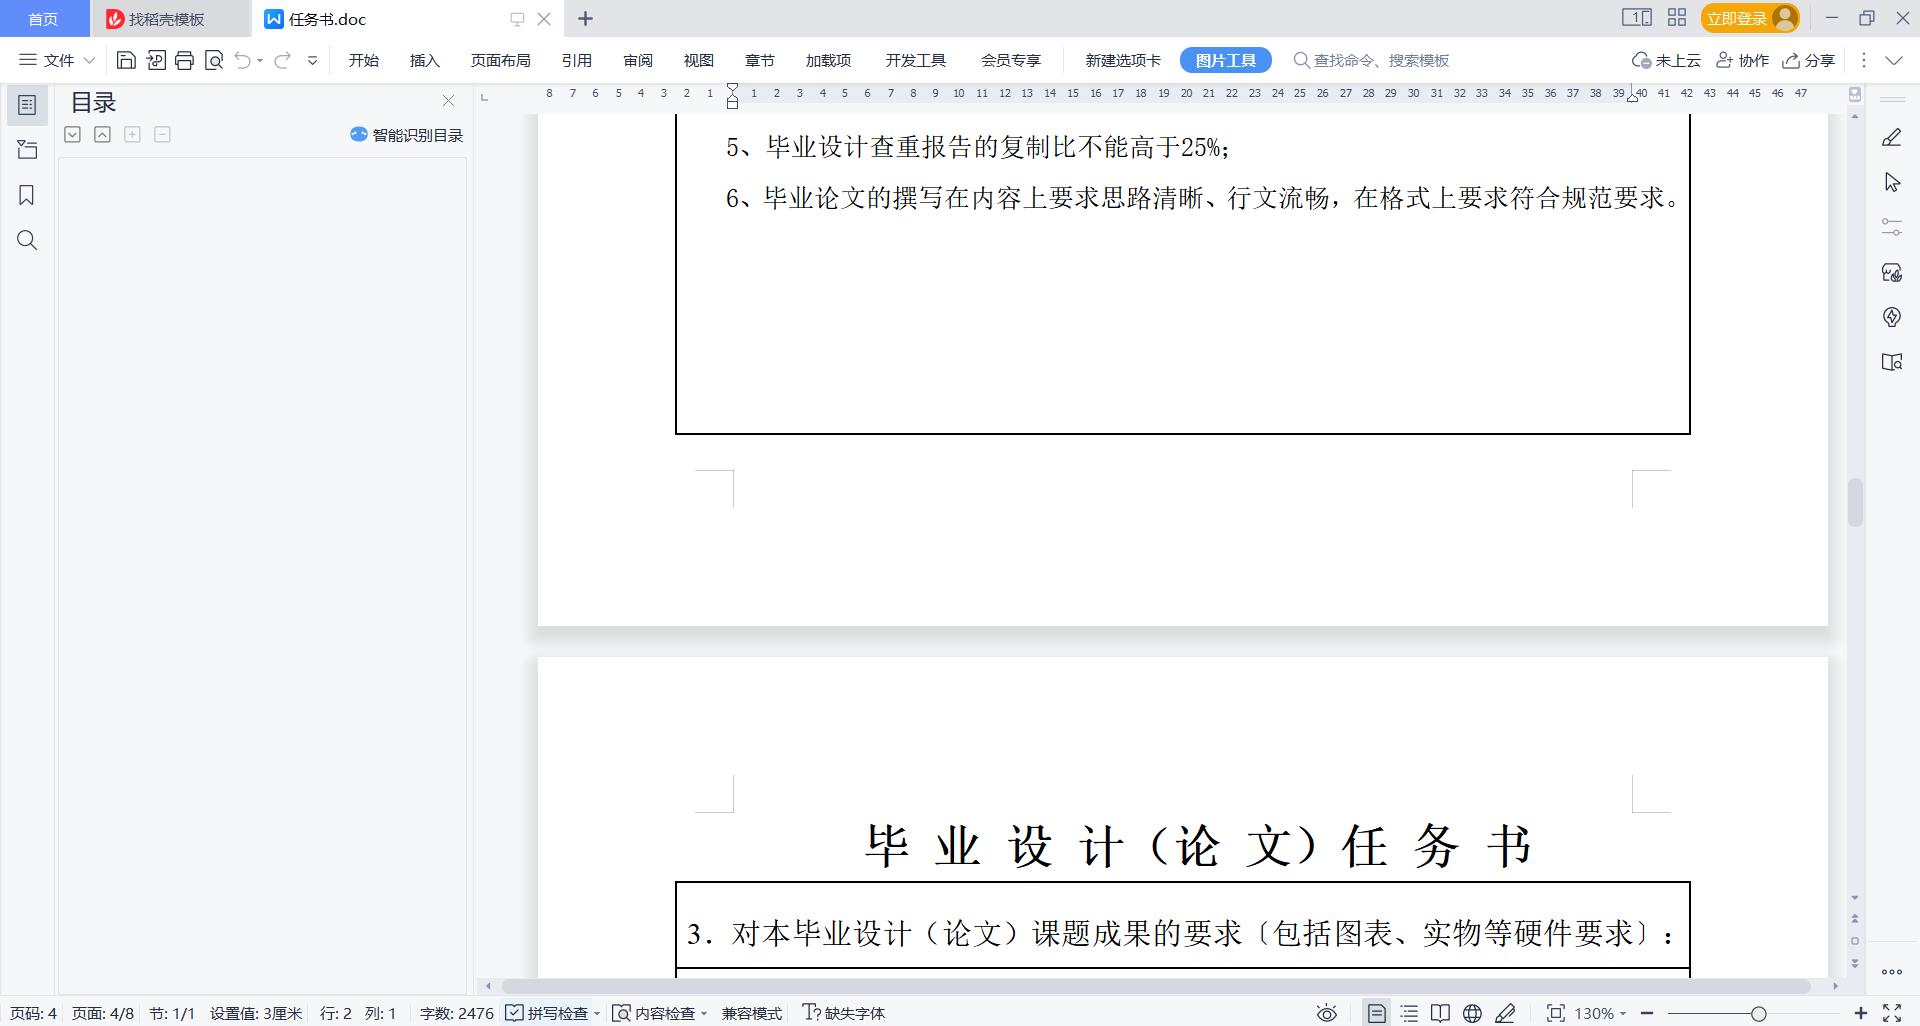 首页 找稻壳模板 任务书.doc 立即登录
文件 开始 插入 页面布局 引用 审阅 视图 章节 加载项 开发工具 会员专享 新建选项卡 图片工具 查找命令、搜索模板 未上云 协作 分享
目录
智能识别目录
8 7 6 5 4 3 2 1 1 2 3 4 5 6 7 8 9 10 11 12 13 14 15 16 17 18 19 20 21 22 23 24 25 26 27 28 29 30 31 32 33 34 35 36 37 38 39 40 41 42 43 44 45 46 47
5、毕业设计查重报告的复制比不能高于25%;
6、毕业论文的撰写在内容上要求思路清晰、行文流畅，在格式上要求符合规范要求。
毕 业 设 计（论 文）任 务 书
3．对本毕业设计（论文）课题成果的要求〔包括图表、实物等硬件要求〕：
页码: 4 页面: 4/8 节: 1/1 设置值: 3厘米 行: 2 列: 1 字数: 2476 拼写检查 内容检查 兼容模式 缺失字体 130%